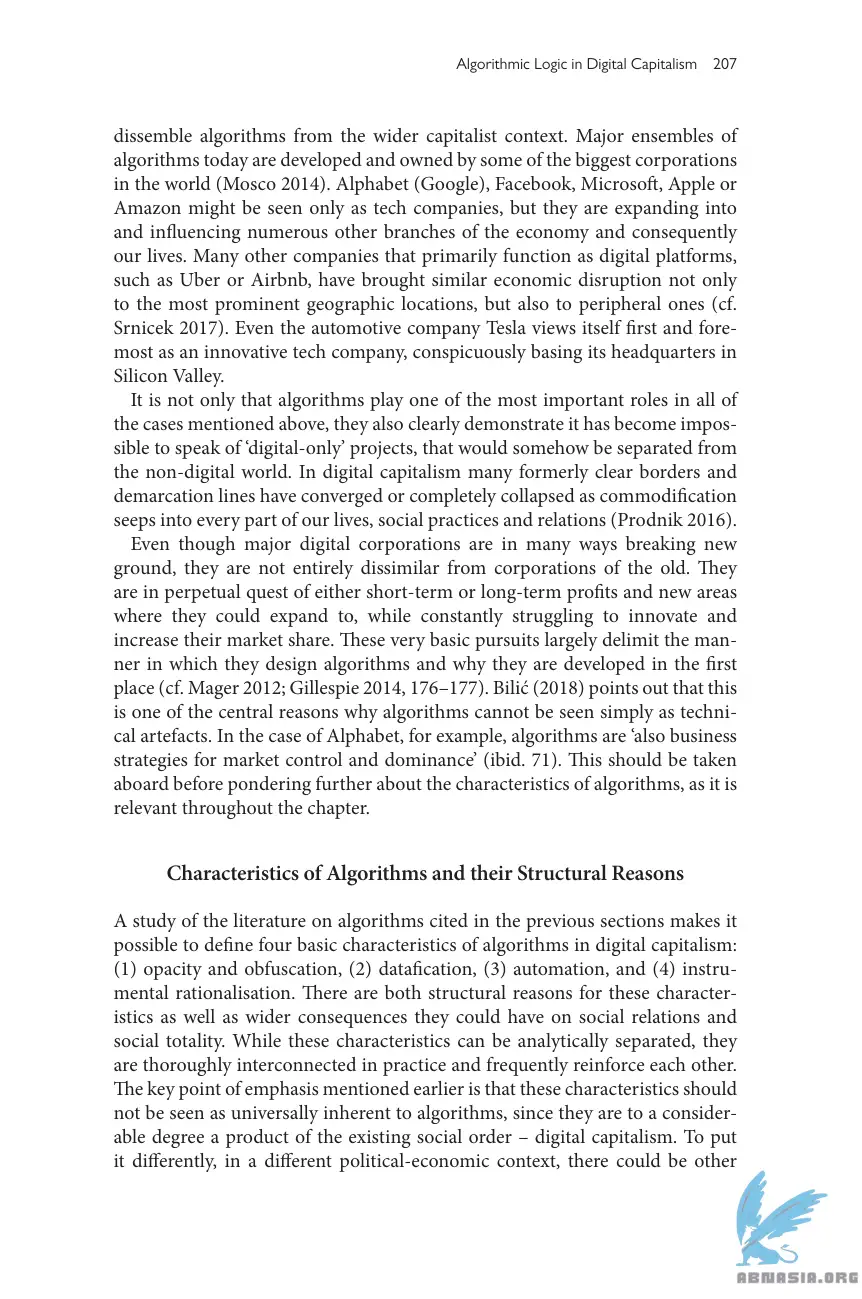 Algorithmic Logic in Digital Capitalism 207
dissemble algorithms from the wider capitalist context. Major ensembles of
algorithms today are developed and owned by some of the biggest corporations
in the world (Mosco 2014). Alphabet (Google), Facebook, Microsoft, Apple or
Amazon might be seen only as tech companies, but they are expanding into
and influencing numerous other branches of the economy and consequently
our lives. Many other companies that primarily function as digital platforms,
such as Uber or Airbnb, have brought similar economic disruption not only
to the most prominent geographic locations, but also to peripheral ones (cf.
Srnicek 2017). Even the automotive company Tesla views itself first and fore-
most as an innovative tech company, conspicuously basing its headquarters in
Silicon Valley.
It is not only that algorithms play one of the most important roles in all of
the cases mentioned above, they also clearly demonstrate it has become impos-
sible to speak of ‘digital-only’ projects, that would somehow be separated from
the non-digital world. In digital capitalism many formerly clear borders and
demarcation lines have converged or completely collapsed as commodification
seeps into every part of our lives, social practices and relations (Prodnik 2016).
Even though major digital corporations are in many ways breaking new
ground, they are not entirely dissimilar from corporations of the old. They
are in perpetual quest of either short-term or long-term profits and new areas
where they could expand to, while constantly struggling to innovate and
increase their market share. These very basic pursuits largely delimit the man-
ner in which they design algorithms and why they are developed in the first
place (cf. Mager 2012; Gillespie 2014, 176–177). Bilić (2018) points out that this
is one of the central reasons why algorithms cannot be seen simply as techni-
cal artefacts. In the case of Alphabet, for example, algorithms are ‘also business
strategies for market control and dominance’ (ibid. 71). This should be taken
aboard before pondering further about the characteristics of algorithms, as it is
relevant throughout the chapter.
Characteristics of Algorithms and their Structural Reasons
A study of the literature on algorithms cited in the previous sections makes it
possible to define four basic characteristics of algorithms in digital capitalism:
(1) opacity and obfuscation, (2) datafication, (3) automation, and (4) instru-
mental rationalisation. There are both structural reasons for these character-
istics as well as wider consequences they could have on social relations and
social totality. While these characteristics can be analytically separated, they
are thoroughly interconnected in practice and frequently reinforce each other.
The key point of emphasis mentioned earlier is that these characteristics should
not be seen as universally inherent to algorithms, since they are to a consider-
able degree a product of the existing social order – digital capitalism. To put
it differently, in a different political-economic context, there could be other
ABNASIA.ORG